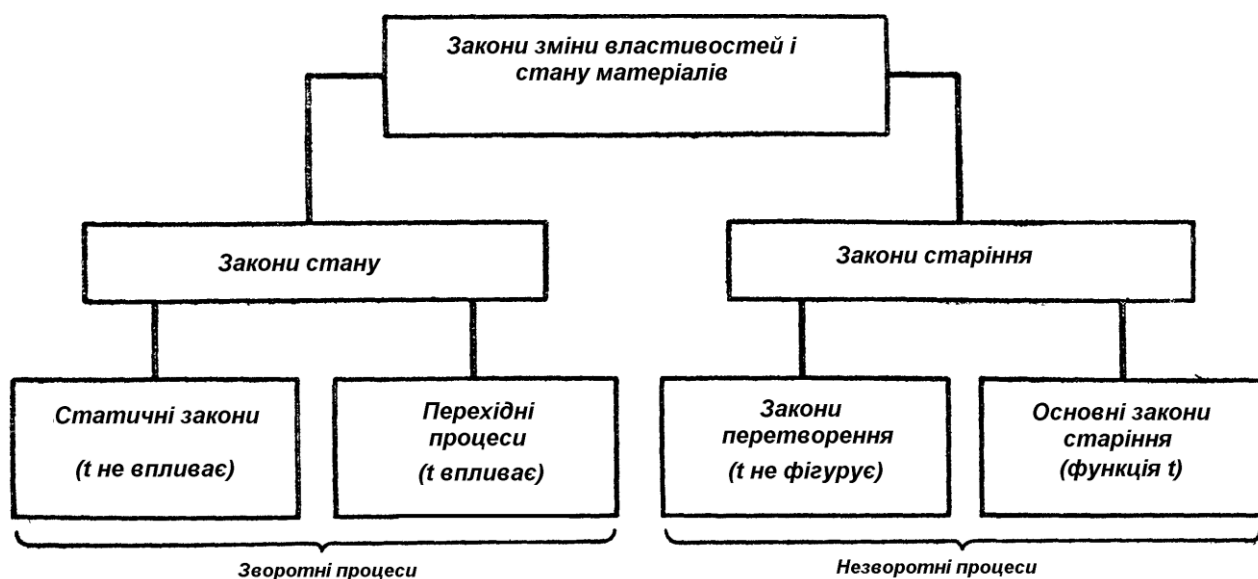 Закони зміни властивостей і
стану матеріалів
Закони стану
Закони старіння
Статичні закони
(t не впливає)
Перехідні
процеси
(t впливає)
Закони
перетворення
(t не фігурує)
Основні закони
старіння
(функція t)
Зворотні процеси
Незворотні процеси